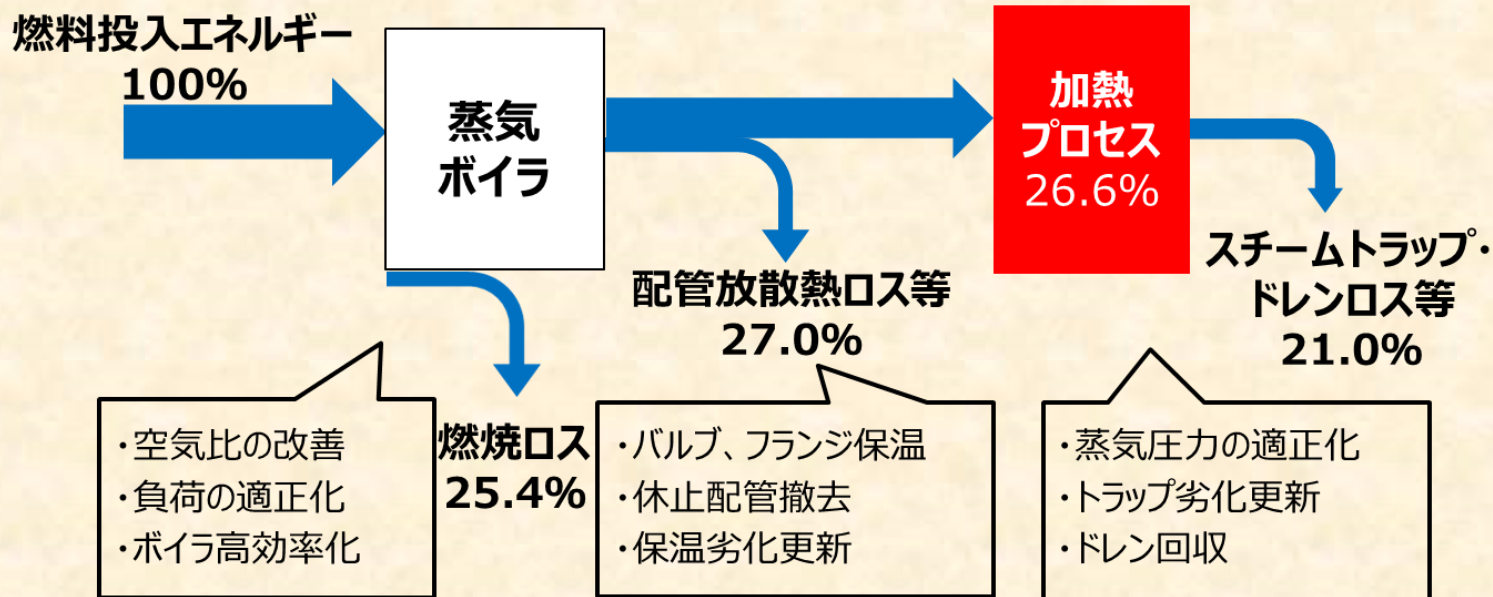 燃料投入エネルギー
100%
蒸気
ボイラ
加熱
プロセス
26.6%
スチームトラップ・
ドレンロス等
21.0%
配管放散熱ロス等
27.0%
燃焼ロス
25.4%
・空気比の改善
・負荷の適正化
・ボイラ高効率化
・バルブ、フランジ保温
・休止配管撤去
・保温劣化更新
・蒸気圧力の適正化
・トラップ劣化更新
・ドレン回収